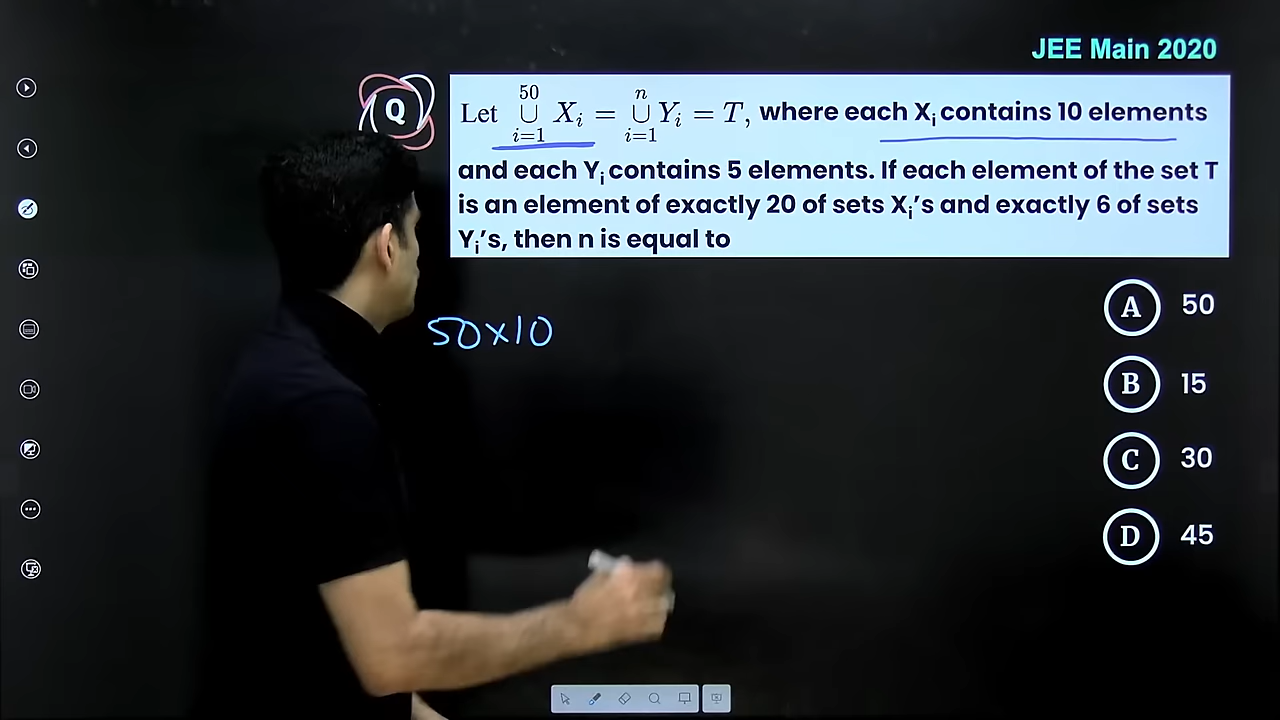 JEE Main 2020
Q
Let \bigcup_{i=1}^{50} X_i = \bigcup_{i=1}^{n} Y_i = T, where each X_i contains 10 elements
and each Y_i contains 5 elements. If each element of the set T
is an element of exactly 20 of sets X_i's and exactly 6 of sets
Y_i's, then n is equal to
50×10
A 50
B 15
C 30
D 45